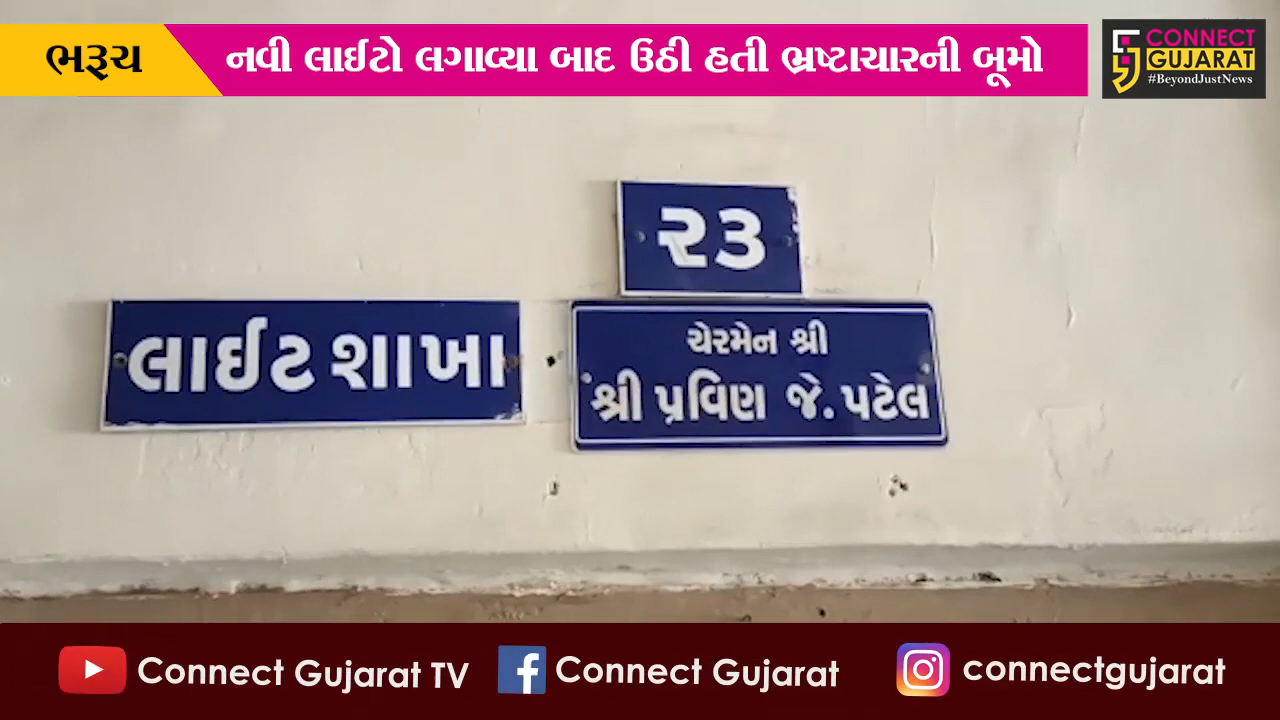 ભરૂચ
નવી લાઈટો લગાવ્યા બાદ ઉઠી હતી ભ્રષ્ટાચારની બૂમો
CONNECT
GUJARAT
#BeyondJustNews
૨૩
લાઈટ શાખા
ચેરમેન શ્રી
શ્રી પ્રવિણ જે. પટેલ
Connect Gujarat TV
Connect Gujarat
connectgujarat